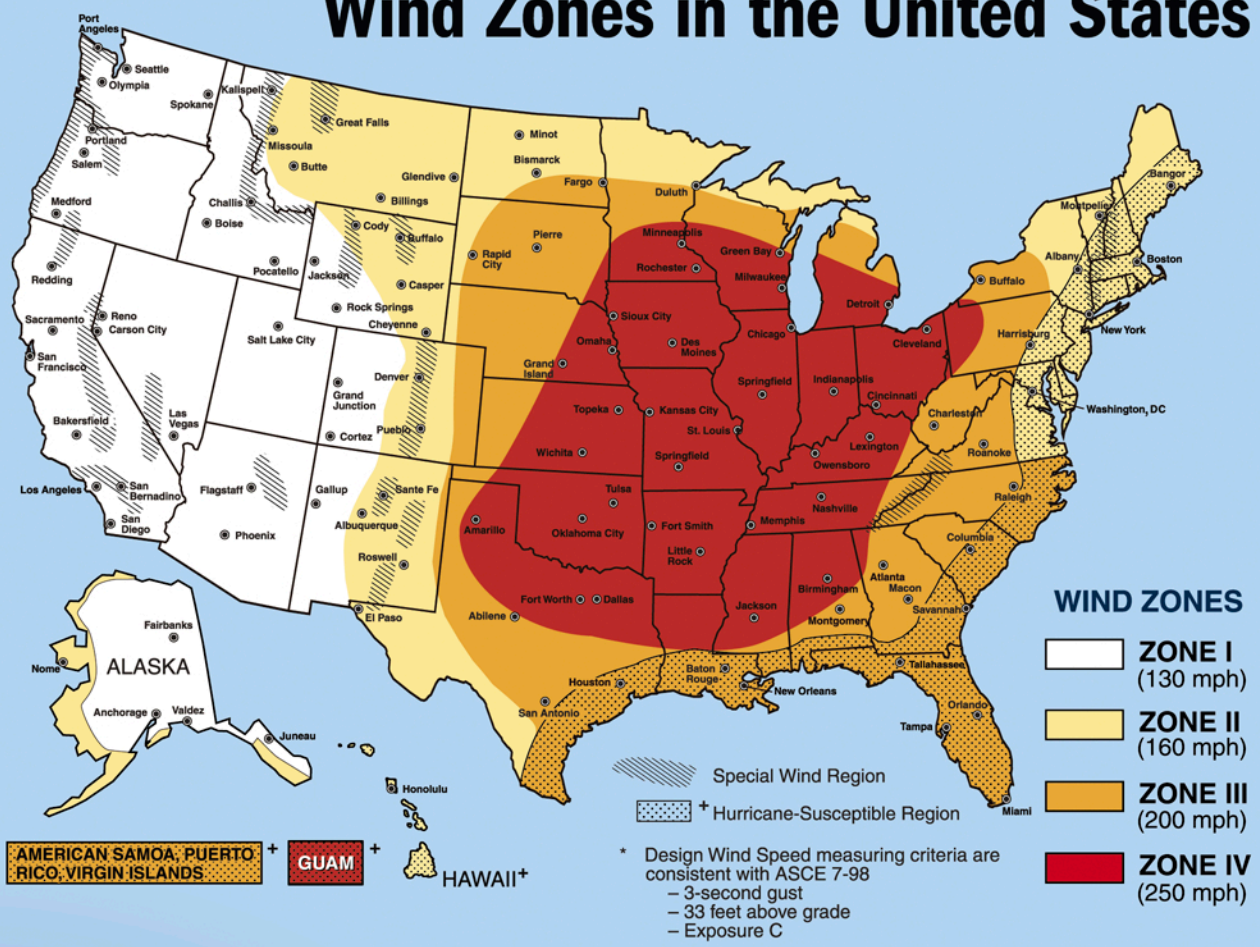 Wind Zones in the United States
Port
Angeles
Seattle
Olympia
Spokane
Kalispell
Great Falls
Missoula
Butte
Glendive
Billings
Minot
Bismarck
Fargo
Duluth
Portland
Salem
Medford
Challis
Boise
Pocatello
Jackson
Cody
Buffalo
Casper
Rock Springs
Cheyenne
Rapid
City
Pierre
Minneapolis
Rochester
Green Bay
Milwaukee
Bangor
Montpelier
Albany
Boston
Buffalo
Redding
Sacramento
San
Francisco
Reno
Carson City
Salt Lake City
Sioux City
Omaha
Grand
Island
Des
Moines
Chicago
Detroit
Cleveland
Harrisburg
New York
Washington, DC
Denver
Grand
Junction
Cortez
Pueblo
Topeka
Kansas City
Springfield
St. Louis
Indianapolis
Cincinnati
Charleston
Roanoke
Bakersfield
Las
Vegas
Wichita
Springfield
Lexington
Owensboro
Los Angeles
San
Bernadino
San
Diego
Flagstaff
Phoenix
Gallup
Sante Fe
Albuquerque
Roswell
El Paso
Amarillo
Tulsa
Oklahoma City
Fort Smith
Little
Rock
Memphis
Nashville
Raleigh
Columbia
Atlanta
Macon
Savannah
Birmingham
Montgomery
Jackson
Fort Worth
Dallas
Abilene
Houston
San Antonio
Baton
Rouge
New Orleans
Tallahassee
Orlando
Tampa
Miami
Fairbanks
Nome
ALASKA
Anchorage
Valdez
Juneau
Honolulu
HAWAII+
AMERICAN SAMOA, PUERTO
RICO, VIRGIN ISLANDS
+
GUAM
+
Special Wind Region
+ Hurricane-Susceptible Region
* Design Wind Speed measuring criteria are
consistent with ASCE 7-98
– 3-second gust
– 33 feet above grade
– Exposure C
WIND ZONES
ZONE I
(130 mph)
ZONE II
(160 mph)
ZONE III
(200 mph)
ZONE IV
(250 mph)